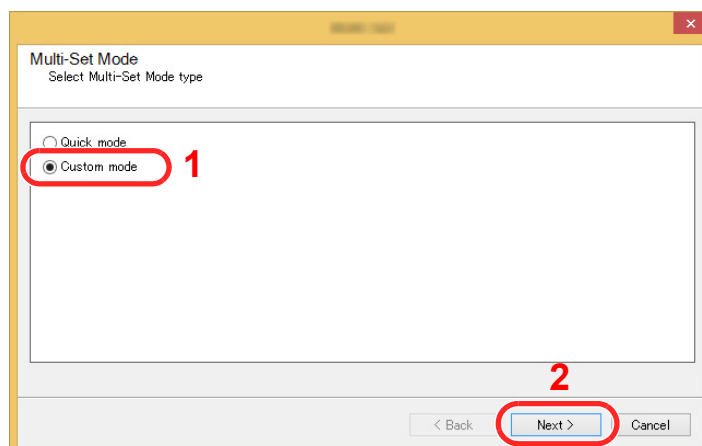 Multi-Set Mode
Select Multi-Set Mode type
Quick mode
Custom mode
1
2
< Back
Next >
Cancel